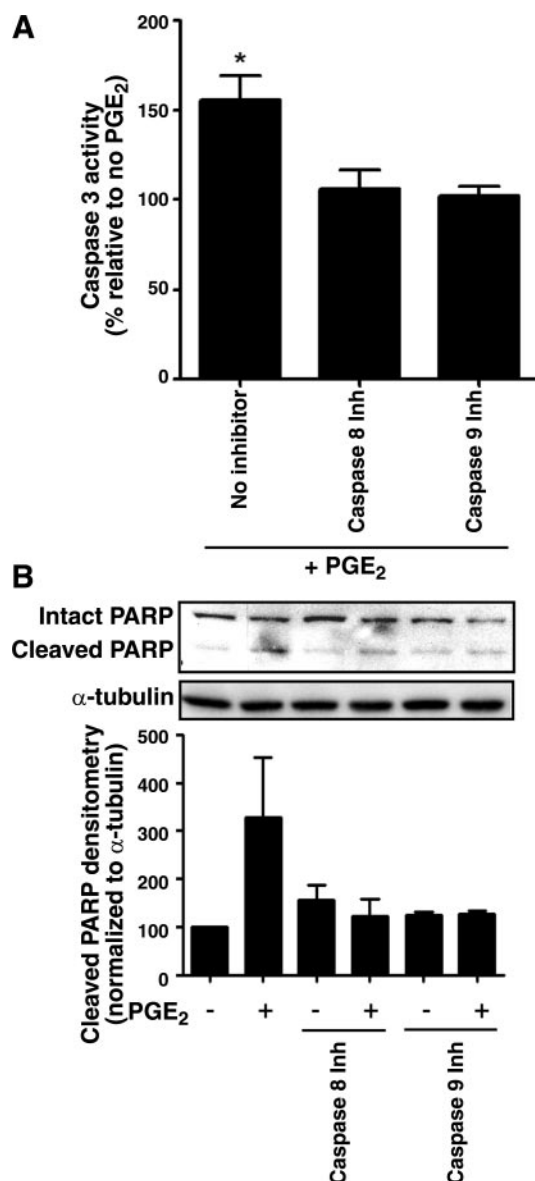 A
Caspase 3 activity
(% relative to no PGE₂)
200
150
100
50
0
*
No inhibitor
Caspase 8 Inh
Caspase 9 Inh
+ PGE₂
B
Intact PARP
Cleaved PARP
α-tubulin
Cleaved PARP densitometry
(normalized to α-tubulin)
500
400
300
200
100
0
PGE₂ - + - + - +
Caspase 8 Inh
Caspase 9 Inh